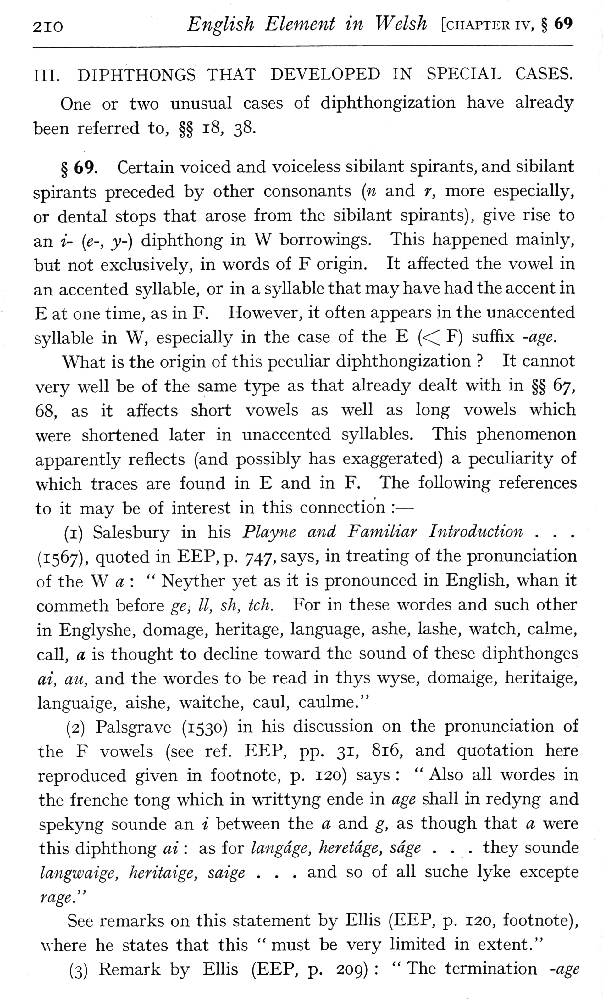 210 English Element in Welsh [CHAPTER IV, § 69
III. DIPHTHONGS THAT DEVELOPED IN SPECIAL CASES.
One or two unusual cases of diphthongization have already
been referred to, §§ 18, 38.
§ 69. Certain voiced and voiceless sibilant spirants, and sibilant
spirants preceded by other consonants (n and r, more especially,
or dental stops that arose from the sibilant spirants), give rise to
an i- (e-, y-) diphthong in W borrowings. This happened mainly,
but not exclusively, in words of F origin. It affected the vowel in
an accented syllable, or in a syllable that may have had the accent in
E at one time, as in F. However, it often appears in the unaccented
syllable in W, especially in the case of the E (< F) suffix -age.
What is the origin of this peculiar diphthongization ? It cannot
very well be of the same type as that already dealt with in §§ 67,
68, as it affects short vowels as well as long vowels which
were shortened later in unaccented syllables. This phenomenon
apparently reflects (and possibly has exaggerated) a peculiarity of
which traces are found in E and in F. The following references
to it may be of interest in this connection :—
(1) Salesbury in his Playne and Familiar Introduction . . .
(1567), quoted in EEP, p. 747, says, in treating of the pronunciation
of the W a : “ Neyther yet as it is pronounced in English, whan it
commeth before ge, ll, sh, tch. For in these wordes and such other
in Englyshe, domage, heritage, language, ashe, lashe, watch, calme,
call, a is thought to decline toward the sound of these diphthonges
ai, au, and the wordes to be read in thys wyse, domaige, heritaige,
languaige, aishe, waitche, caul, caulme.”
(2) Palsgrave (1530) in his discussion on the pronunciation of
the F vowels (see ref. EEP, pp. 31, 816, and quotation here
reproduced given in footnote, p. 120) says : “ Also all wordes in
the frenche tong which in writtyng ende in age shall in redyng and
spekyng sounde an i between the a and g, as though that a were
this diphthong ai : as for langáge, heretáge, ságe . . . they sounde
langwaige, heritaige, saige . . . and so of all suche lyke excepte
rage.”
See remarks on this statement by Ellis (EEP, p. 120, footnote),
where he states that this “ must be very limited in extent.”
(3) Remark by Ellis (EEP, p. 209) : “ The termination -age